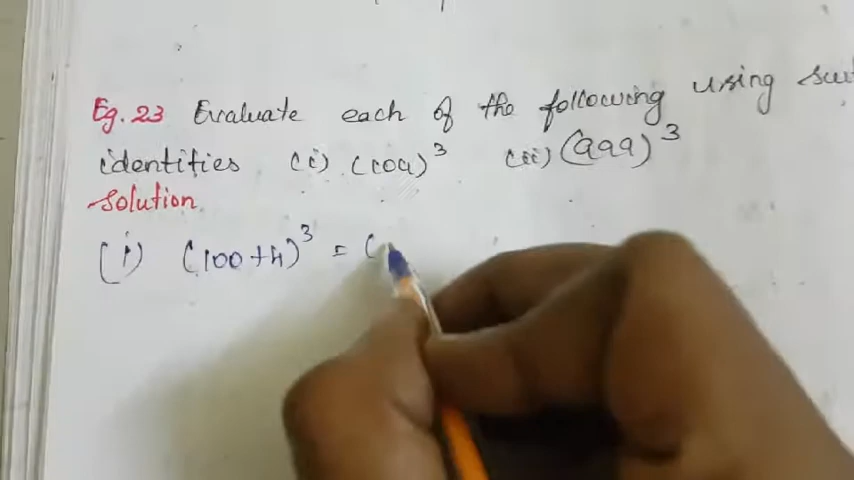 Eg. 23 Evaluate each of the following using
identities (i) (104)³ (ii) (999)³
Solution
(i) (100+4)³ = (